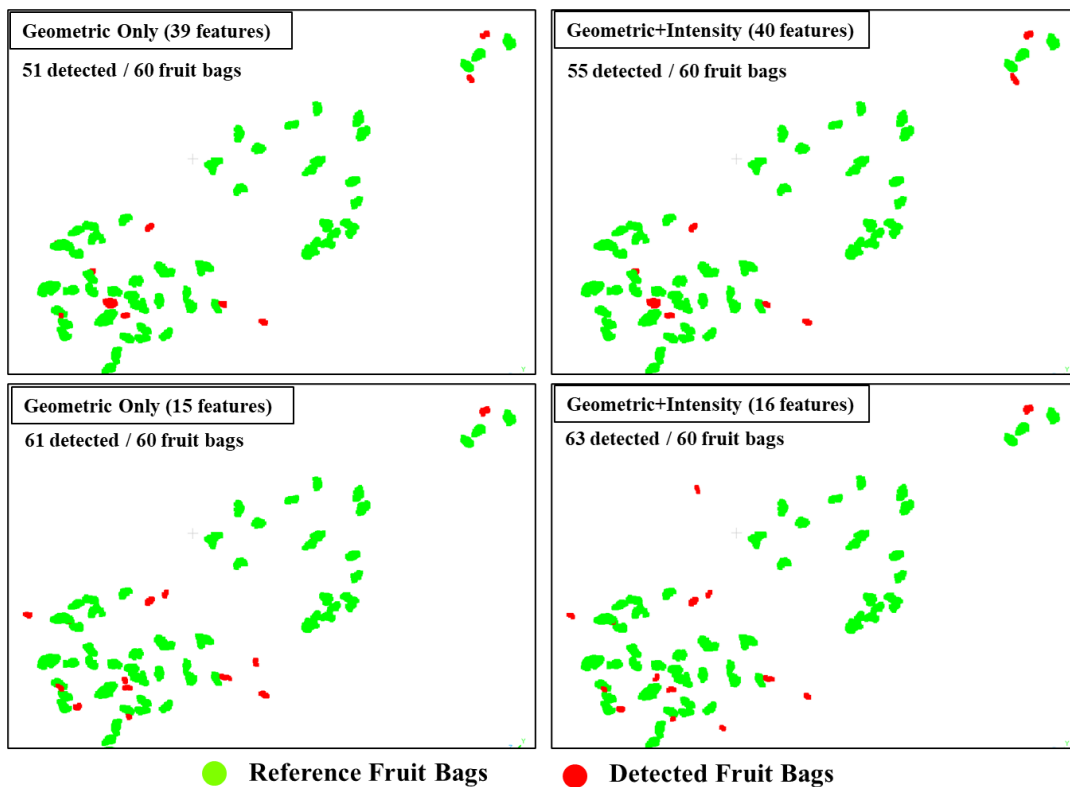 Geometric Only (39 features)
51 detected / 60 fruit bags
Geometric+Intensity (40 features)
55 detected / 60 fruit bags
Geometric Only (15 features)
61 detected / 60 fruit bags
Geometric+Intensity (16 features)
63 detected / 60 fruit bags
Reference Fruit Bags
Detected Fruit Bags